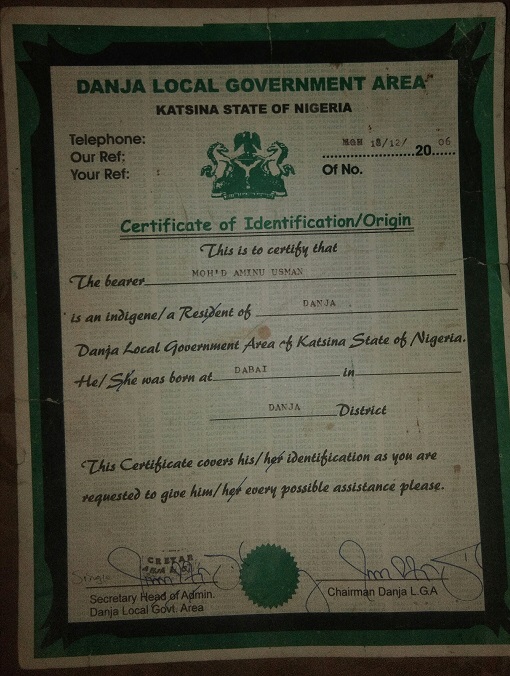 DANJA LOCAL GOVERNMENT AREA
KATSINA STATE OF NIGERIA
Telephone:
Our Ref:
Your Ref:
18/12/ 2006
Of No.
Certificate of Identification/Origin
This is to certify that
The bearer MOH'D AMINU USMAN
is an indigene/a Resident of DANJA
Danja Local Government Area of Katsina State of Nigeria.
He/She was born at DABAI in
DANJA District
This Certificate covers his/her identification as you are
requested to give him/her every possible assistance please.
Secretary Head of Admin.
Danja Local Govt. Area
Chairman Danja L.G.A